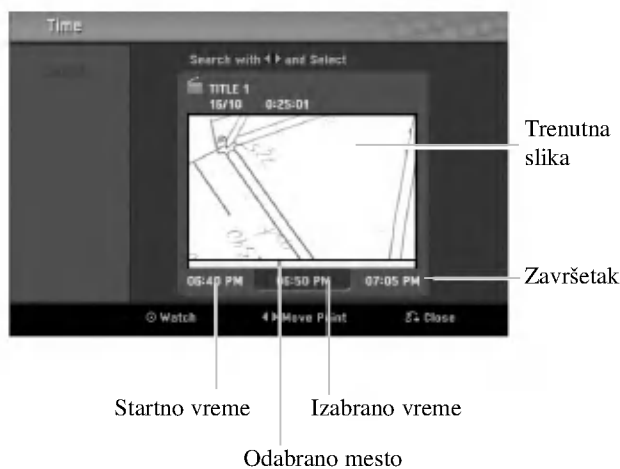 Time
Search with ◀ ▶ and Select
TITLE 1
16/10 0:25:01
Trenutna
slika
06:40 PM 06:50 PM 07:05 PM
Završetak
⊙ Watch ◀ ▶ Move Point Close
Startno vreme Izabrano vreme
Odabrano mesto